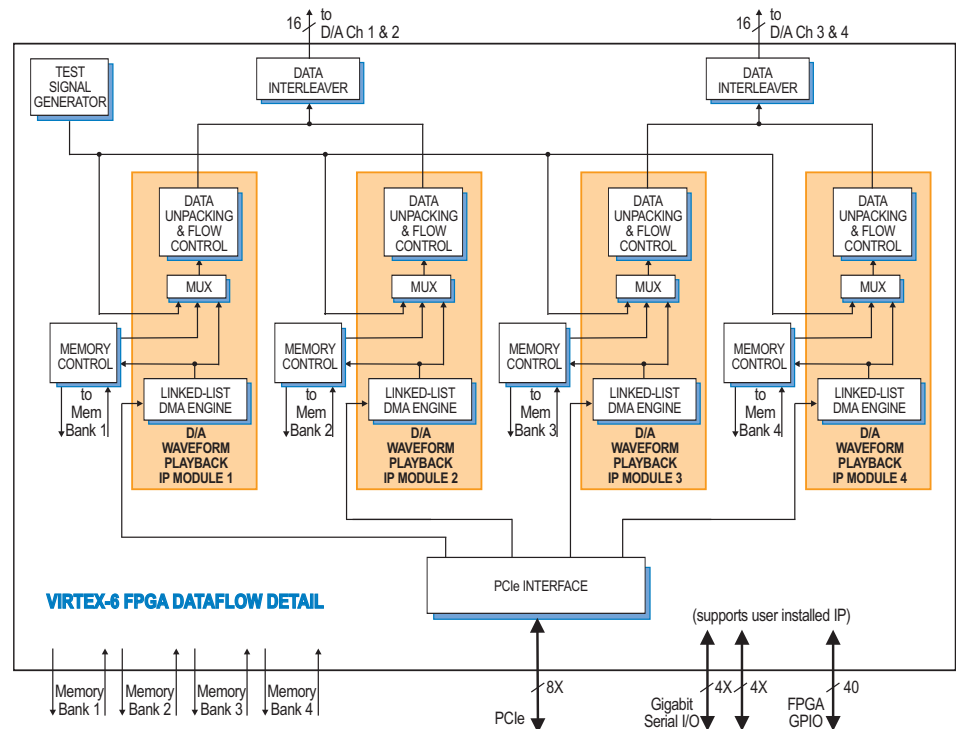 to
16
D/A Ch 1 & 2
to
16
D/A Ch 3 & 4
TEST
SIGNAL
GENERATOR
DATA
INTERLEAVER
DATA
INTERLEAVER
DATA
UNPACKING
& FLOW
CONTROL
DATA
UNPACKING
& FLOW
CONTROL
DATA
UNPACKING
& FLOW
CONTROL
DATA
UNPACKING
& FLOW
CONTROL
MUX
MUX
MUX
MUX
MEMORY
CONTROL
MEMORY
CONTROL
MEMORY
CONTROL
MEMORY
CONTROL
to
Mem
Bank 1
LINKED-LIST
DMA ENGINE
to
Mem
Bank 2
LINKED-LIST
DMA ENGINE
to
Mem
Bank 3
LINKED-LIST
DMA ENGINE
to
Mem
Bank 4
LINKED-LIST
DMA ENGINE
D/A
WAVEFORM
PLAYBACK
IP MODULE 1
D/A
WAVEFORM
PLAYBACK
IP MODULE 2
D/A
WAVEFORM
PLAYBACK
IP MODULE 3
D/A
WAVEFORM
PLAYBACK
IP MODULE 4
PCIe INTERFACE
VIRTEX-6 FPGA DATAFLOW DETAIL
(supports user installed IP)
Memory
Bank 1
Memory
Bank 2
Memory
Bank 3
Memory
Bank 4
8X
PCIe
4X
4X
Gigabit
Serial I/O
40
FPGA
GPIO